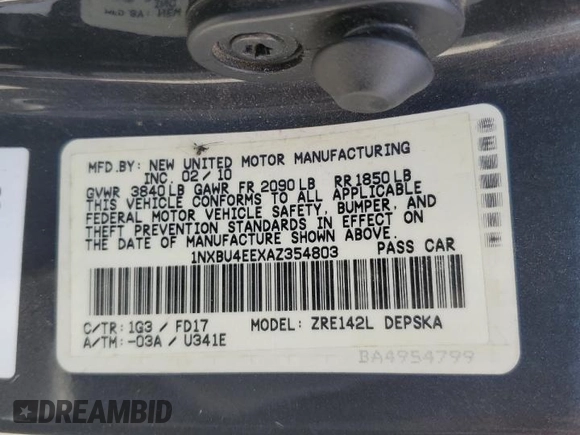 MFD.BY: NEW UNITED MOTOR MANUFACTURING
INC. 02/10
GVWR 3840LB GAWR FR 2090LB RR1850LB
THIS VEHICLE CONFORMS TO ALL APPLICABLE
FEDERAL MOTOR VEHICLE SAFETY, BUMPER, AND
THEFT PREVENTION STANDARDS IN EFFECT ON
THE DATE OF MANUFACTURE SHOWN ABOVE.
1NXBU4EEXAZ354803 PASS CAR
C/TR: 1G3 / FD17 MODEL: ZRE142L DEPSKA
A/TM: -03A / U341E
BA4954799
DREAMBID